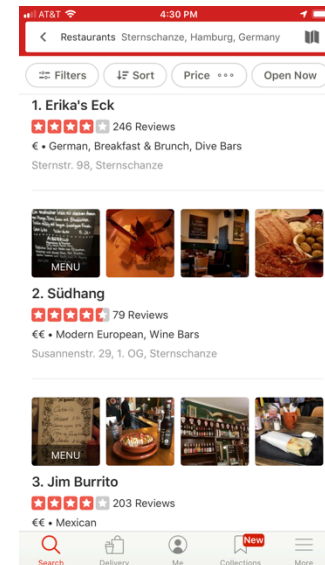 AT&T 4:30 PM
Restaurants Sternschanze, Hamburg, Germany
Filters Sort Price Open Now
1. Erika's Eck
246 Reviews
€ • German, Breakfast & Brunch, Dive Bars
Sternstr. 98, Sternschanze
MENU
2. Südhang
79 Reviews
€€ • Modern European, Wine Bars
Susannenstr. 29, 1. OG, Sternschanze
MENU
3. Jim Burrito
203 Reviews
€€ • Mexican
New
Search Delivery Me Collections More